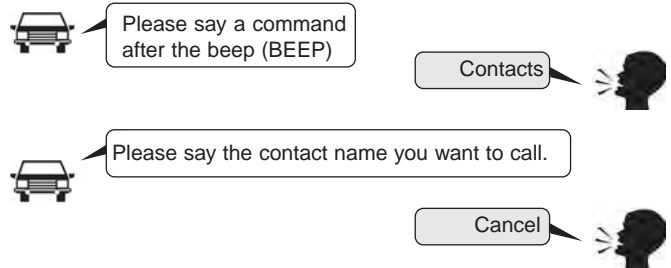 Please say a command
after the beep (BEEP)
Contacts
Please say the contact name you want to call.
Cancel